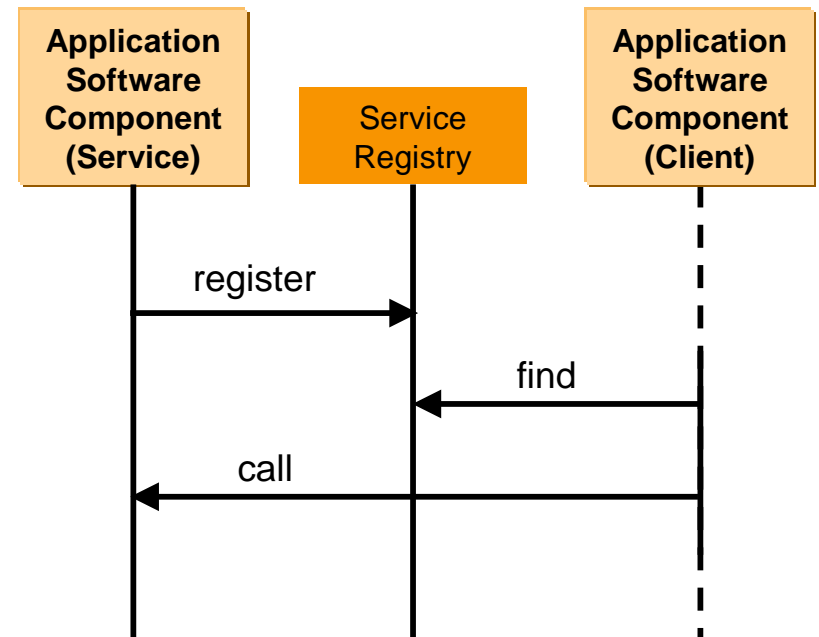 Application
Software
Component
(Service)
Service
Registry
Application
Software
Component
(Client)
register
find
call